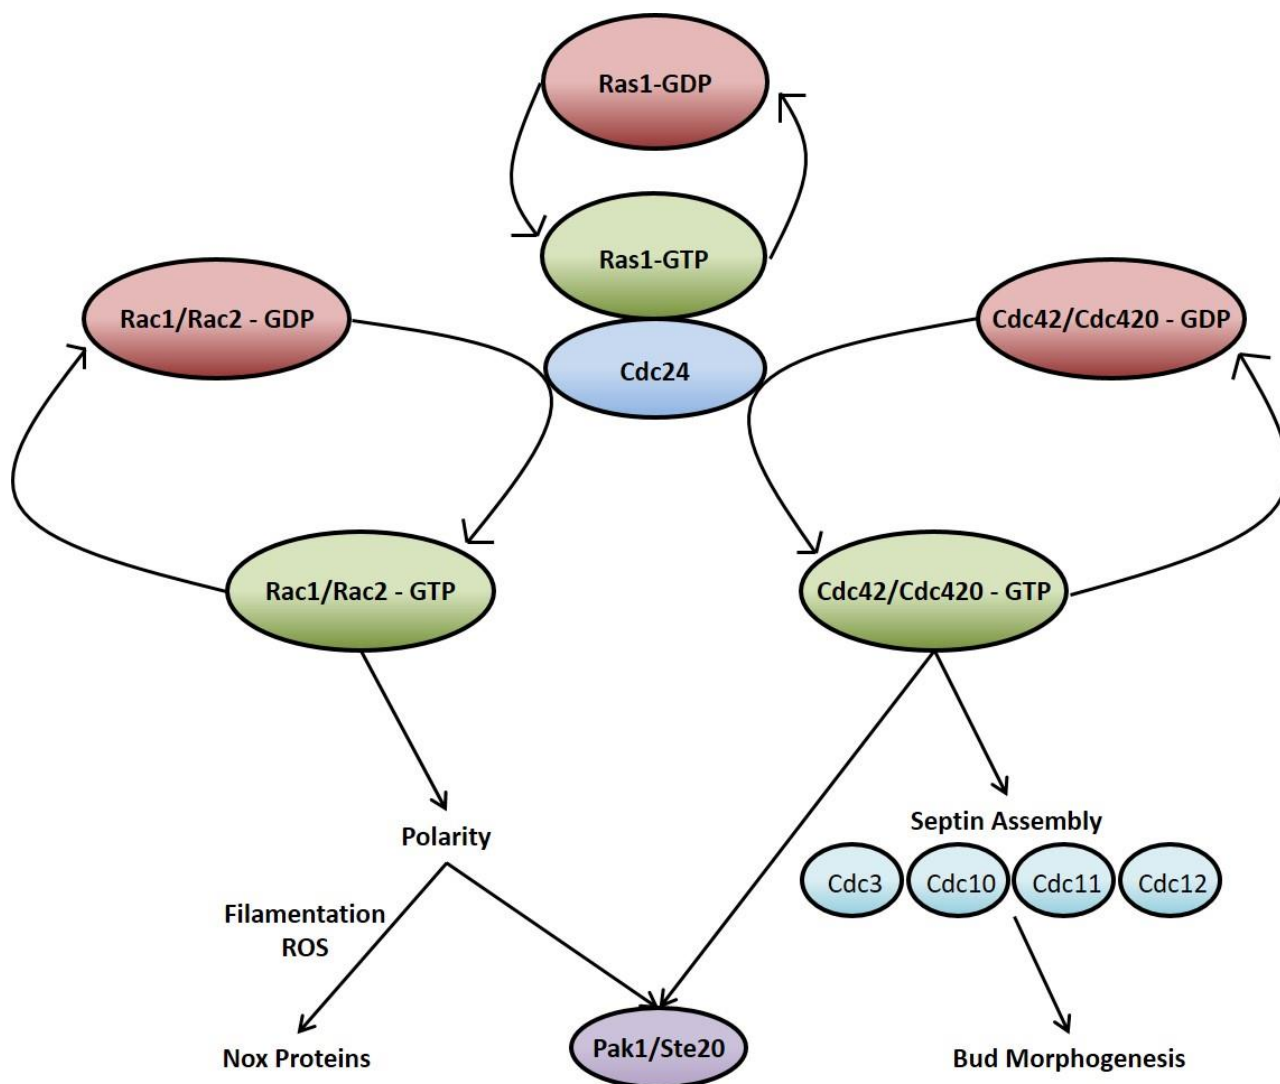 Ras1-GDP
Ras1-GTP
Rac1/Rac2 - GDP
Cdc42/Cdc420 - GDP
Cdc24
Rac1/Rac2 - GTP
Cdc42/Cdc420 - GTP
Polarity
Septin Assembly
Cdc3
Cdc10
Cdc11
Cdc12
Filamentation
ROS
Nox Proteins
Pak1/Ste20
Bud Morphogenesis